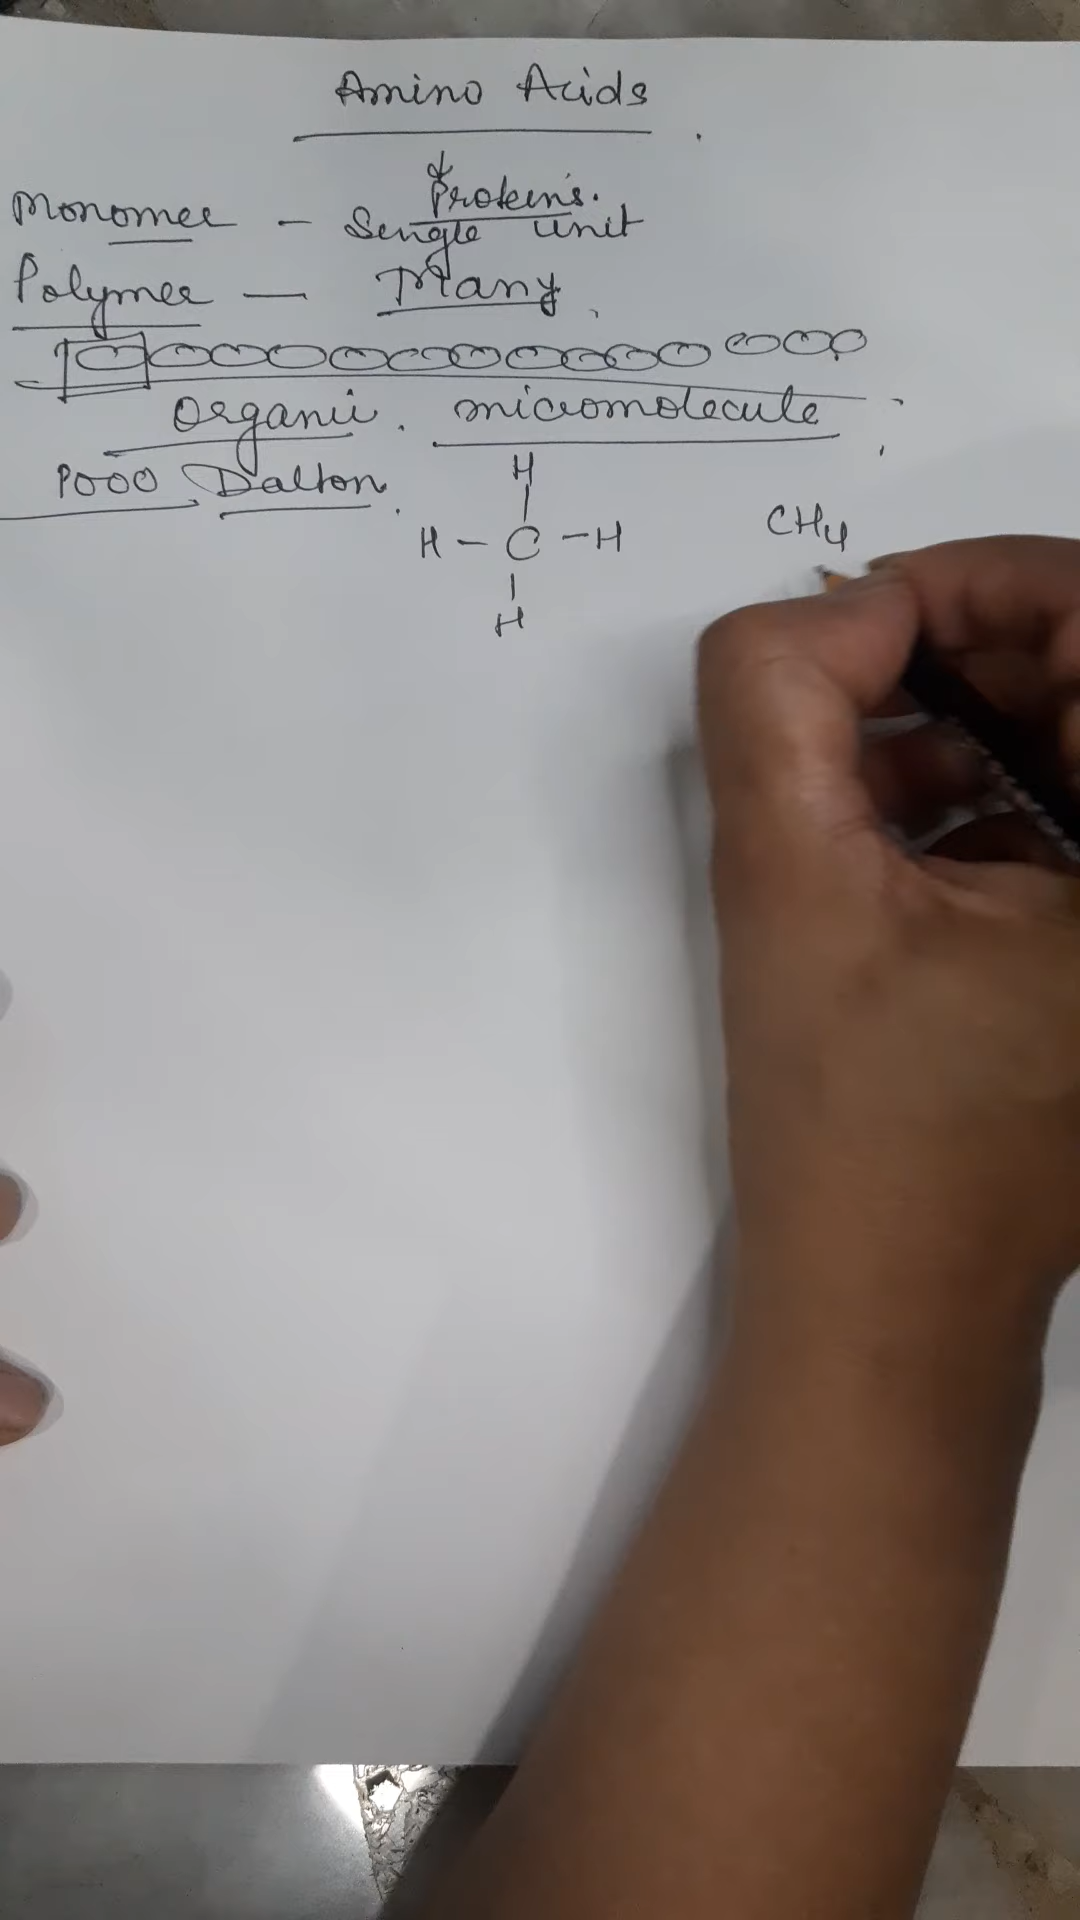 Amino Acids
& Proteins.
Monomer - Single unit
Polymer - Many
Organic micromolecule
1000 Dalton.
H
H - C - H
H
CH4